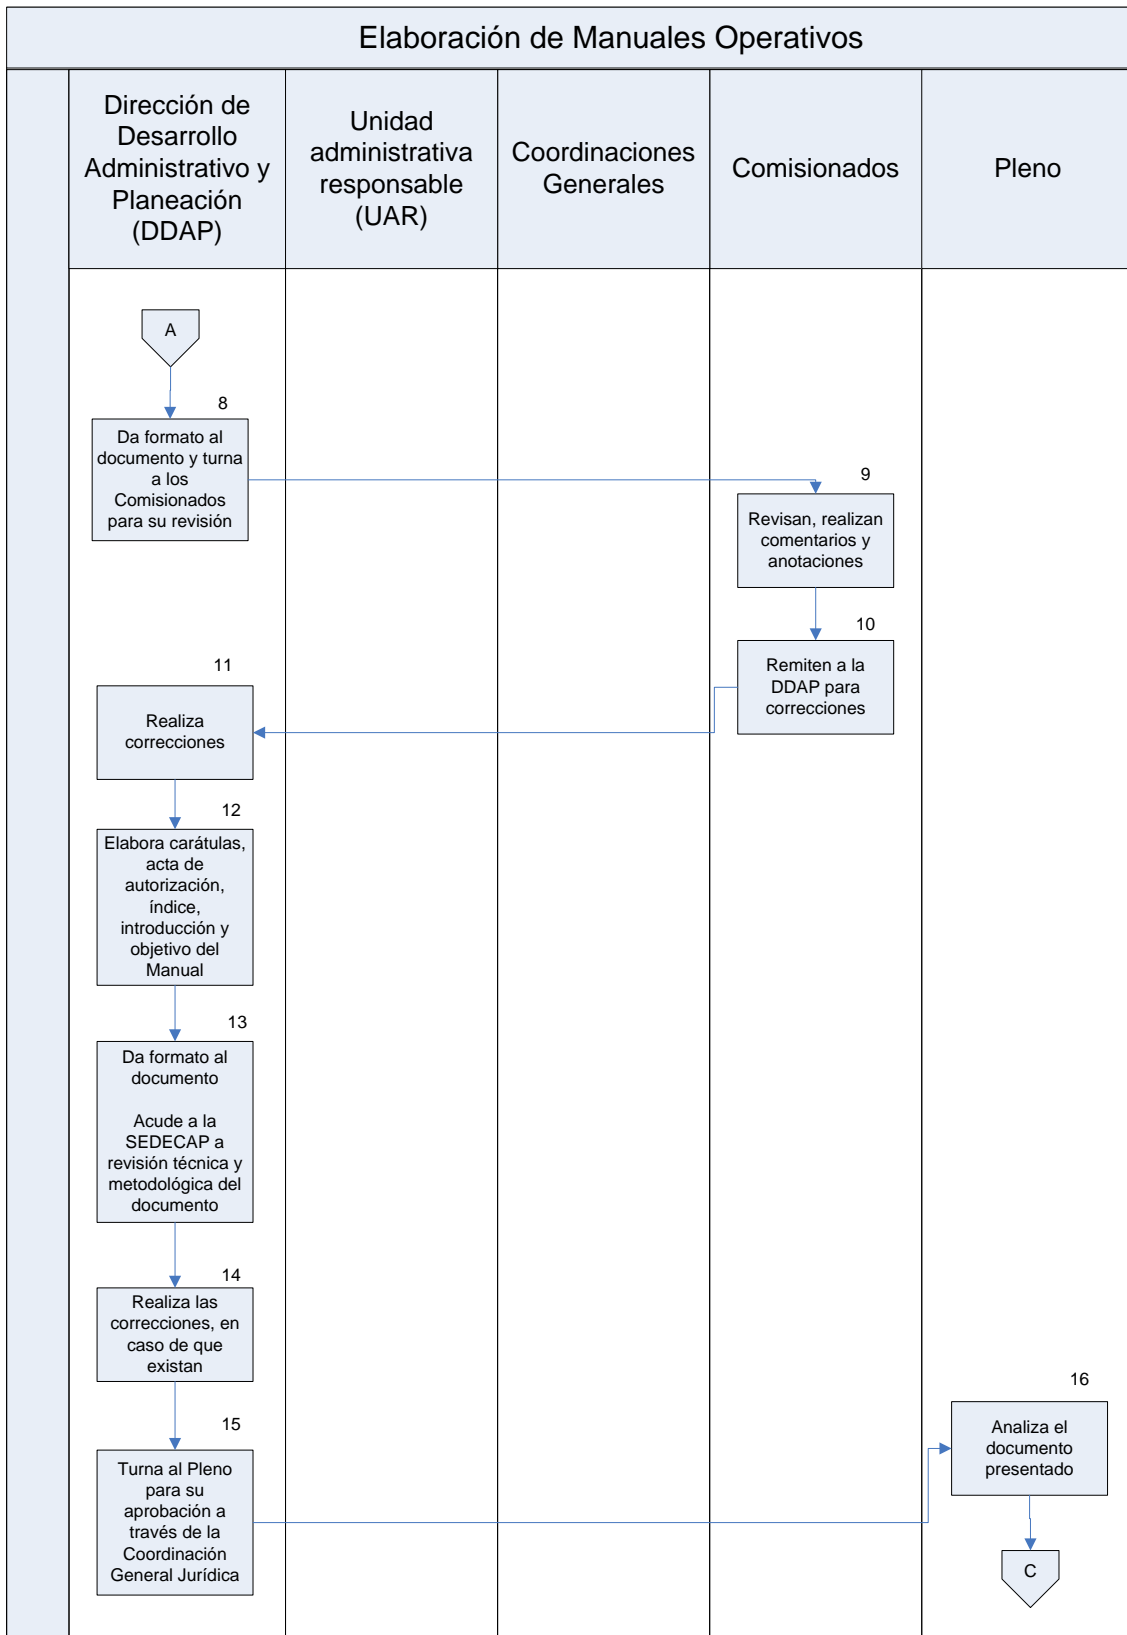 Elaboración de Manuales Operativos
Dirección de
Desarrollo
Administrativo y
Planeación
(DDAP)
Unidad
administrativa
responsable
(UAR)
Coordinaciones
Generales
Comisionados
Pleno
A
8
Da formato al
documento y turna
a los
Comisionados
para su revisión
9
Revisan, realizan
comentarios y
anotaciones
10
Remiten a la
DDAP para
correcciones
11
Realiza
correcciones
12
Elabora carátulas,
acta de
autorización,
índice,
introducción y
objetivo del
Manual
13
Da formato al
documento
Acude a la
SEDECAP a
revisión técnica y
metodológica del
documento
14
Realiza las
correcciones, en
caso de que
existan
15
Turna al Pleno
para su
aprobación a
través de la
Coordinación
General Jurídica
16
Analiza el
documento
presentado
C